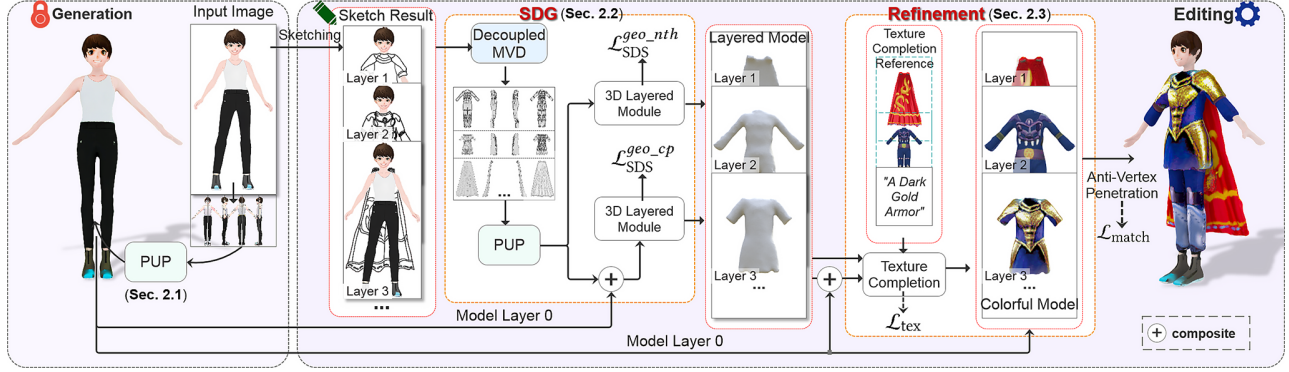 Generation
Input Image
PUP
(Sec. 2.1)
Sketching
Sketch Result
Layer 1
Layer 2
Layer 3
...
SDG (Sec. 2.2)
Decoupled
MVD
...
PUP
ℒ_SDS^geo_nth
3D Layered
Module
ℒ_SDS^geo_cp
3D Layered
Module
+
Model Layer 0
Model Layer 0
Layered Model
Layer 1
Layer 2
Layer 3
...
+
Refinement (Sec. 2.3)
Texture
Completion
Reference
"A Dark
Gold
Armor"
Texture
Completion
ℒ_tex
Layer 1
Layer 2
Layer 3
...
Colorful Model
Editing
Anti-Vertex
Penetration
ℒ_match
+ composite